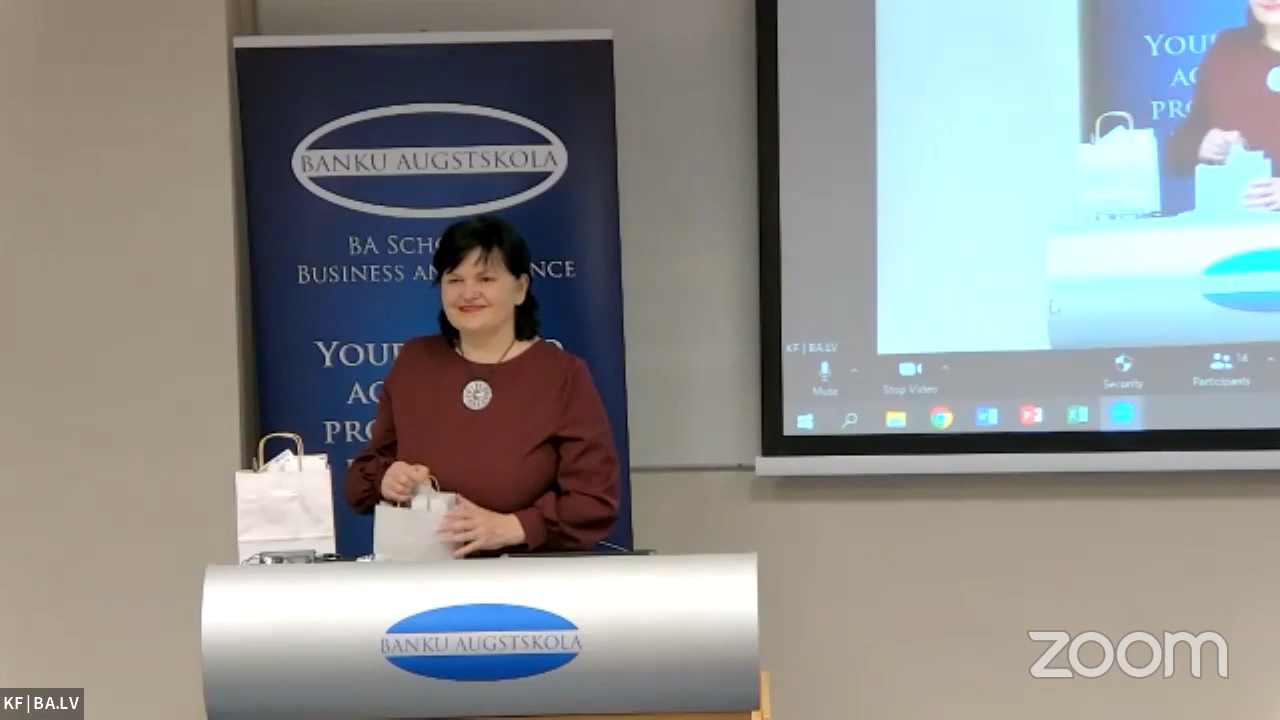 BANKU AUGSTSKOLA
BA SCHO
BUSINESS AN NCE
YOUR
AC
PRO
BANKU AUGSTSKOLA
YOU
AC
PRO
KF | BA.LV
14
Mute
Stop Video
Security
Participants
zoom
KF|BA.LV